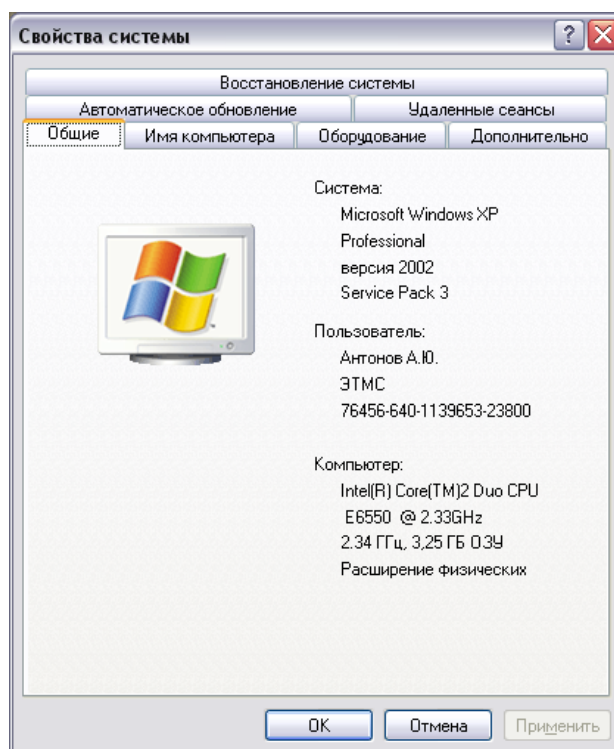 Свойства системы
Восстановление системы
Автоматическое обновление Удаленные сеансы
Общие Имя компьютера Оборудование Дополнительно
Система:
Microsoft Windows XP
Professional
версия 2002
Service Pack 3
Пользователь:
Антонов А.Ю.
ЭТМС
76456-640-1139653-23800
Компьютер:
Intel(R) Core(TM)2 Duo CPU
E6550 @ 2.33GHz
2.34 ГГц, 3,25 ГБ ОЗУ
Расширение физических
OK Отмена Применить